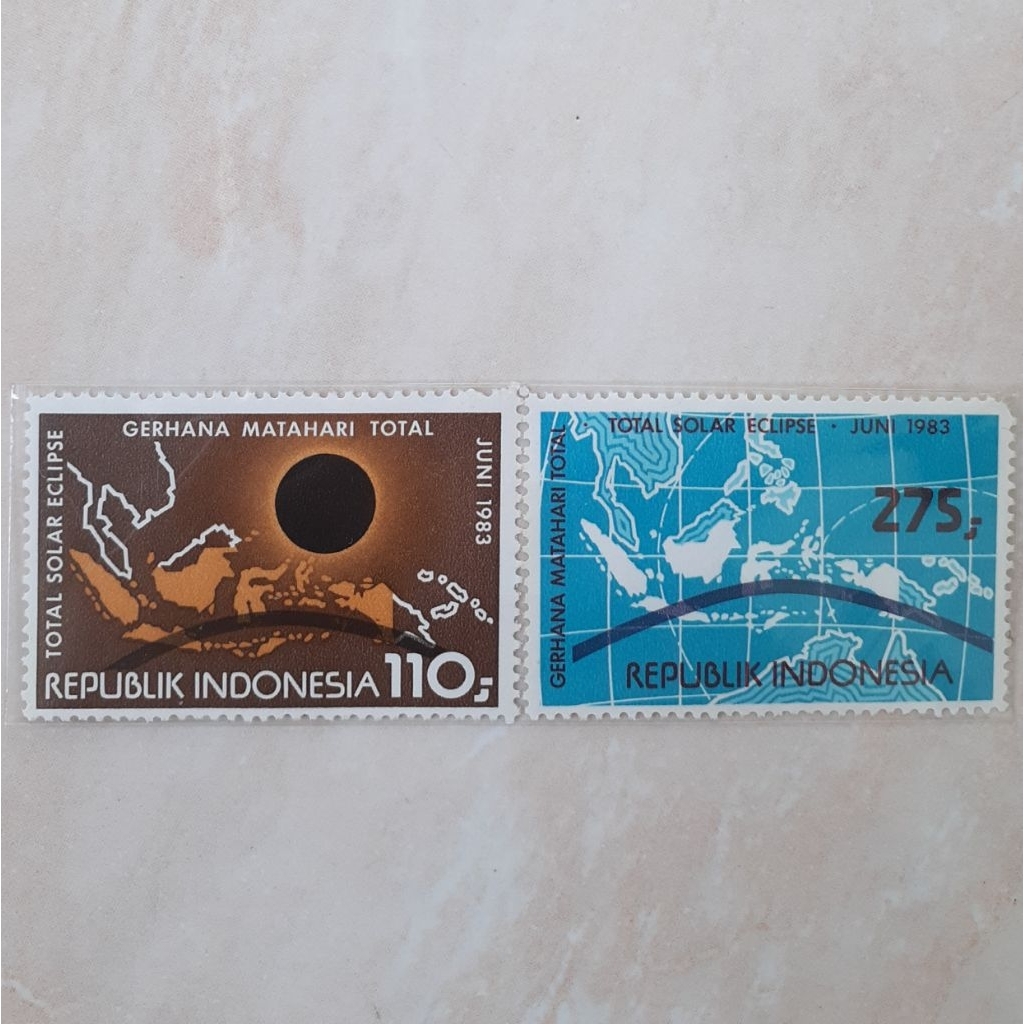 GERHANA MATAHARI TOTAL
TOTAL SOLAR ECLIPSE
JUNI 1983
REPUBLIK INDONESIA 110,-
TOTAL SOLAR ECLIPSE · JUNI 1983
GERHANA MATAHARI TOTAL
275,-
REPUBLIK INDONESIA